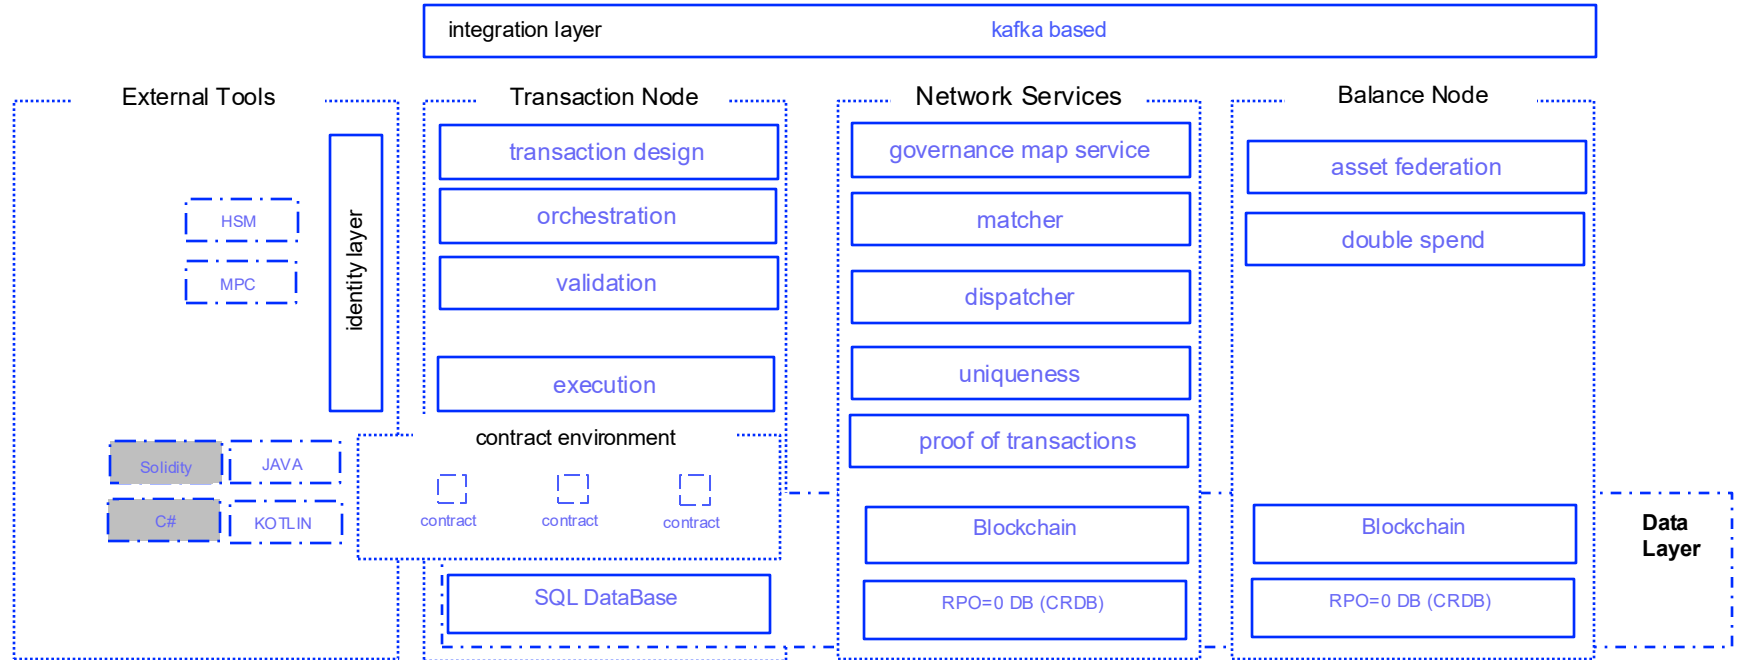 integration layer
kafka based
External Tools
HSM
MPC
identity layer
Solidity
JAVA
C#
KOTLIN
Transaction Node
transaction design
orchestration
validation
execution
contract environment
contract
contract
contract
SQL DataBase
Network Services
governance map service
matcher
dispatcher
uniqueness
proof of transactions
Blockchain
RPO=0 DB (CRDB)
Balance Node
asset federation
double spend
Blockchain
RPO=0 DB (CRDB)
Data
Layer